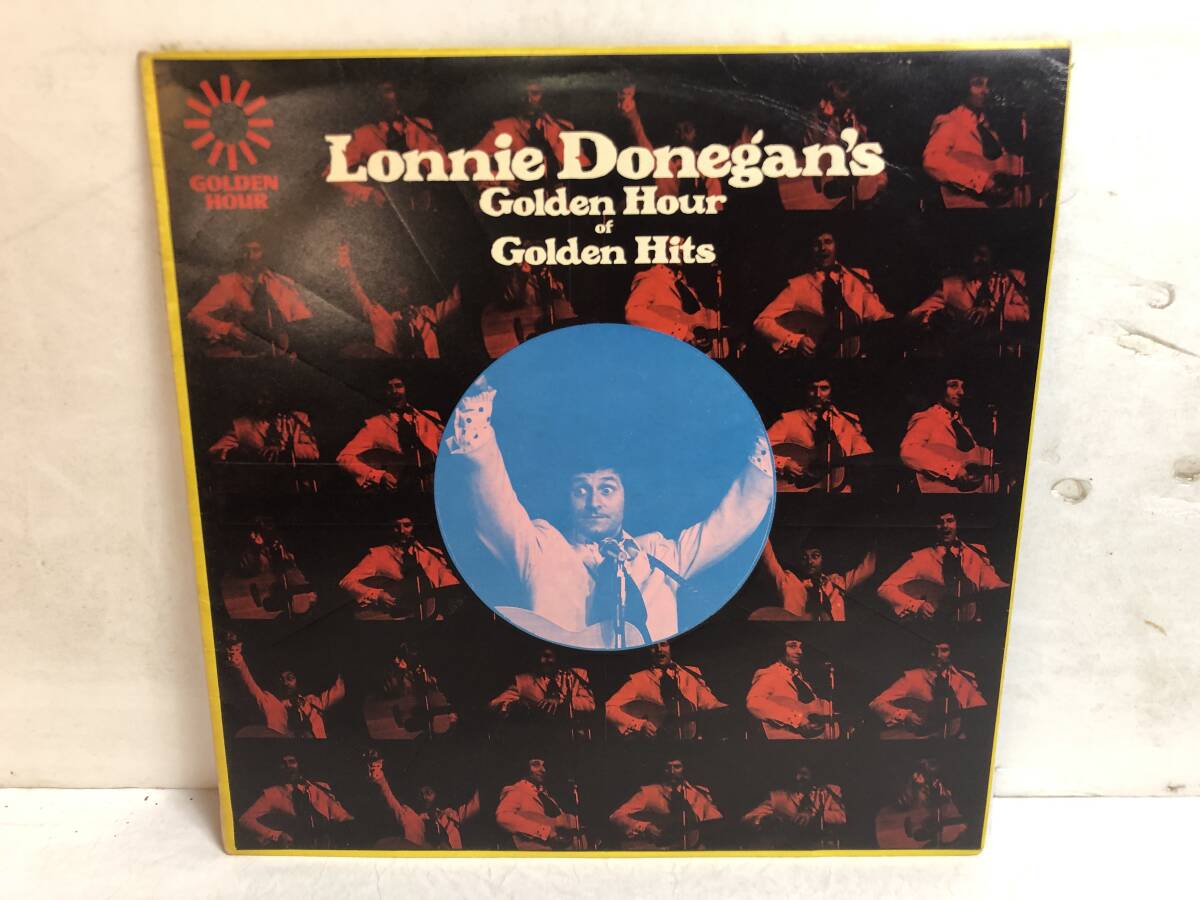 GOLDEN
HOUR
Lonnie Donegan's
Golden Hour
of
Golden Hits